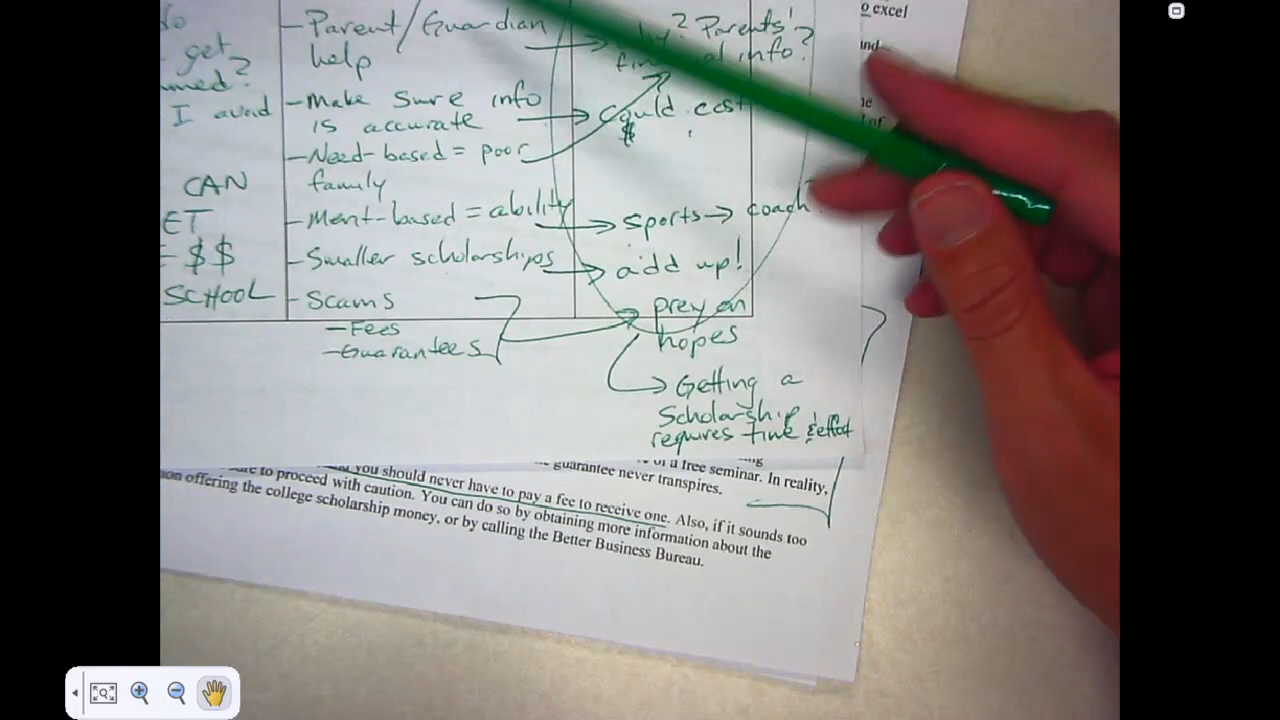 do
get
I avoid
CAN
ET
= $$
SCHOOL
- Parent/Guardian
help
- Make sure info
is accurate
- Need-based = poor
family
- Merit-based = ability
- Smaller scholarships
- Scams
- Fees
- Guarantees
? Parents'
info?
could cost
$
sports → coach
add up!
prey on
hopes
Getting a
Scholarship
requires time & effort
o excel
of a free seminar. In reality,
guarantee never transpires.
you should never have to pay a fee to receive one. Also, if it sounds too
to proceed with caution. You can do so by obtaining more information about the
offering the college scholarship money, or by calling the Better Business Bureau.